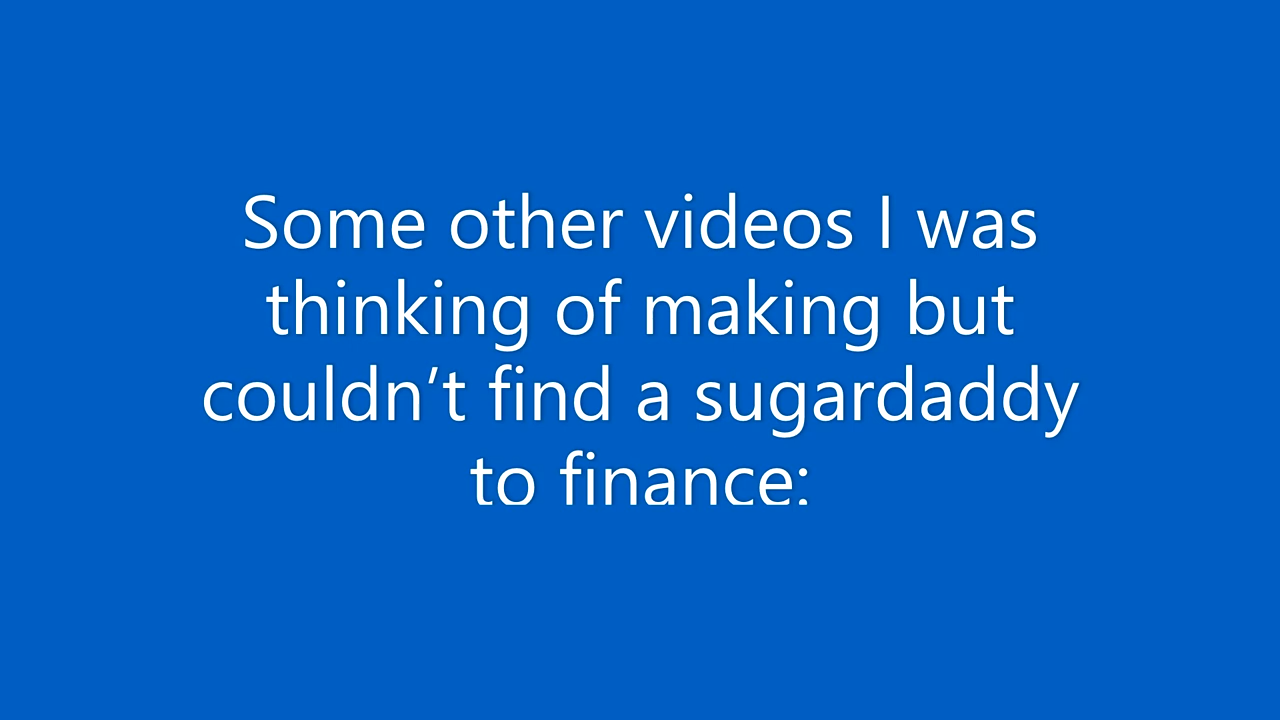 Some other videos I was
thinking of making but
couldn’t find a sugardaddy
to finance: